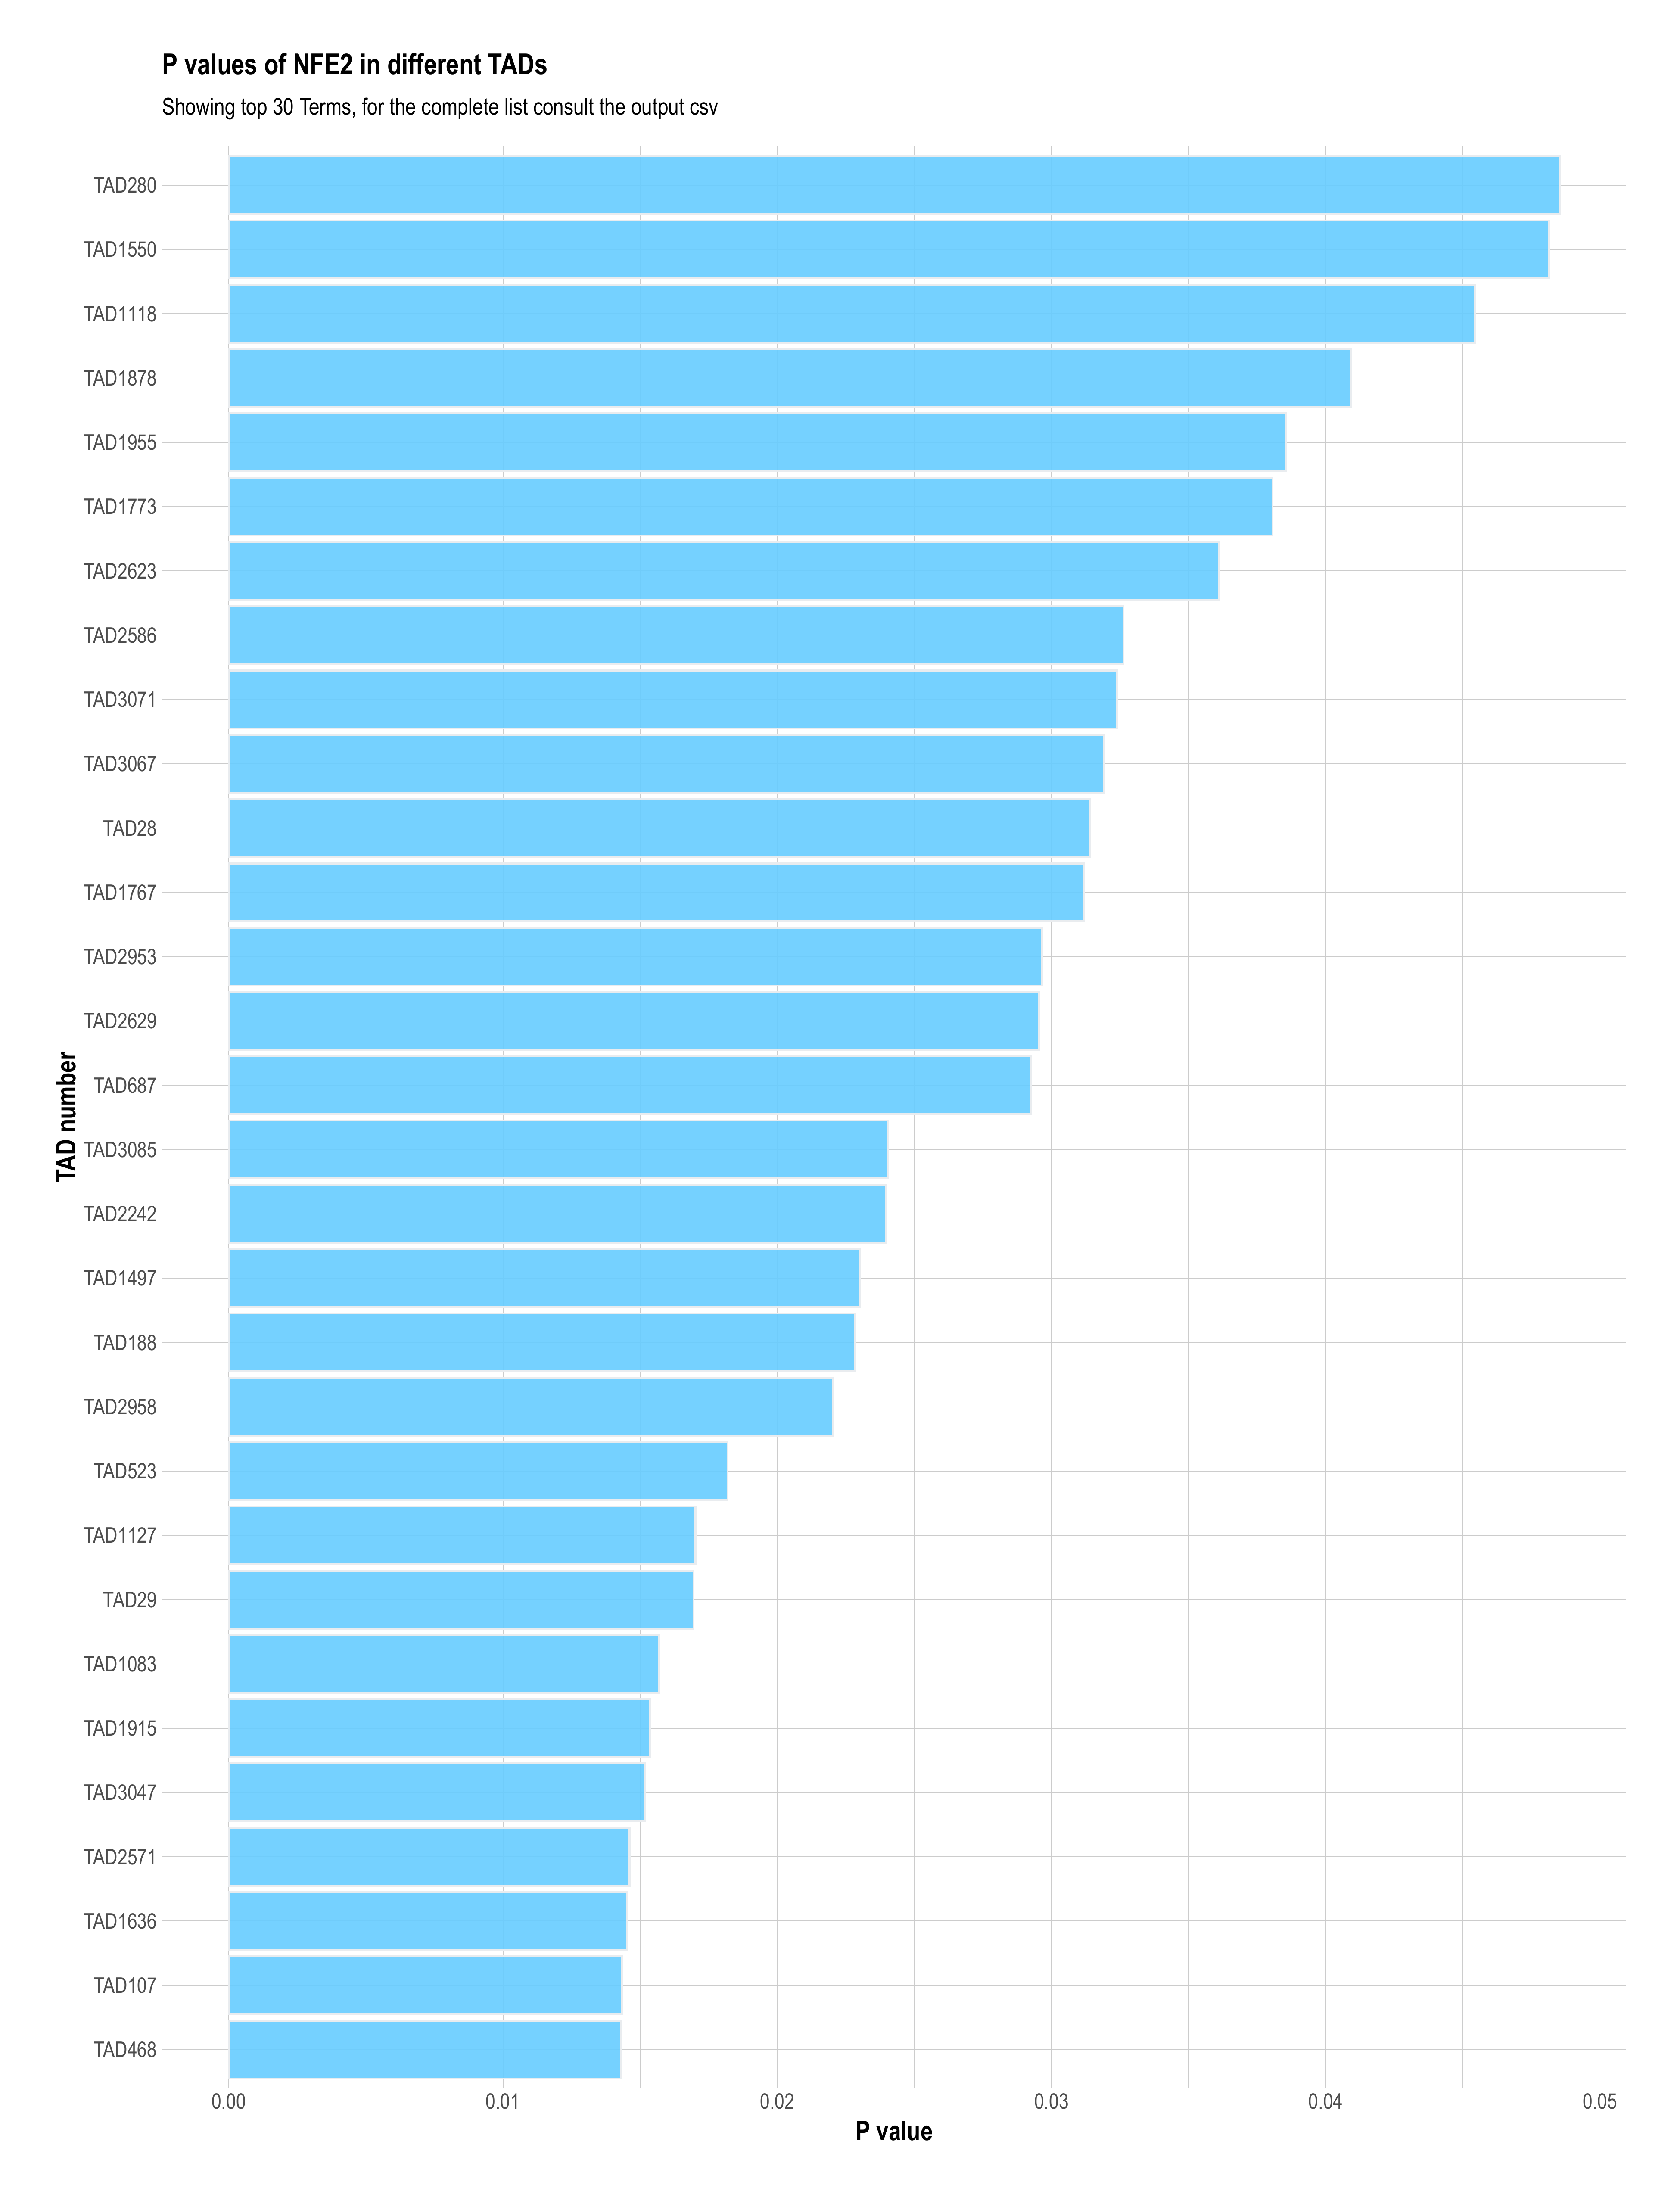 P values of NFE2 in different TADs
Showing top 30 Terms, for the complete list consult the output csv
TAD280
TAD1550
TAD1118
TAD1878
TAD1955
TAD1773
TAD2623
TAD2586
TAD3071
TAD3067
TAD28
TAD1767
TAD2953
TAD2629
TAD687
TAD3085
TAD2242
TAD1497
TAD188
TAD2958
TAD523
TAD1127
TAD29
TAD1083
TAD1915
TAD3047
TAD2571
TAD1636
TAD107
TAD468
TAD number
0.00 0.01 0.02 0.03 0.04 0.05
P value